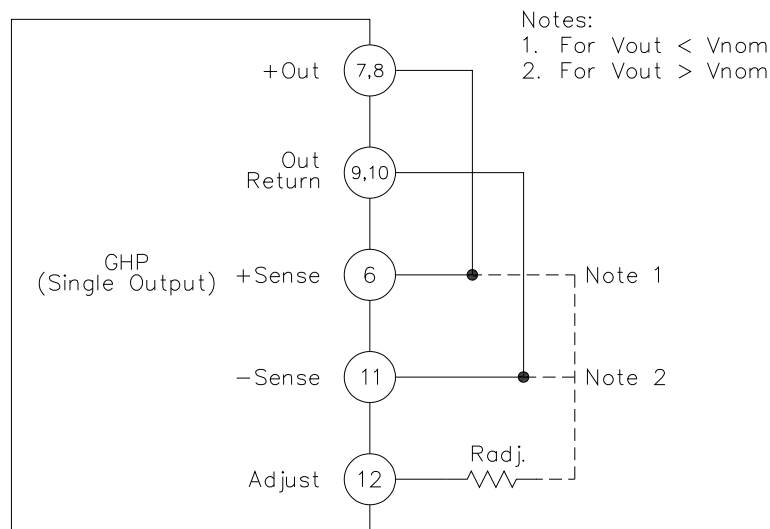 Notes:
1. For Vout < Vnom
2. For Vout > Vnom
+Out
7,8
Out
Return
9,10
GHP
(Single Output)
+Sense
6
Note 1
-Sense
11
Note 2
Radj.
Adjust
12